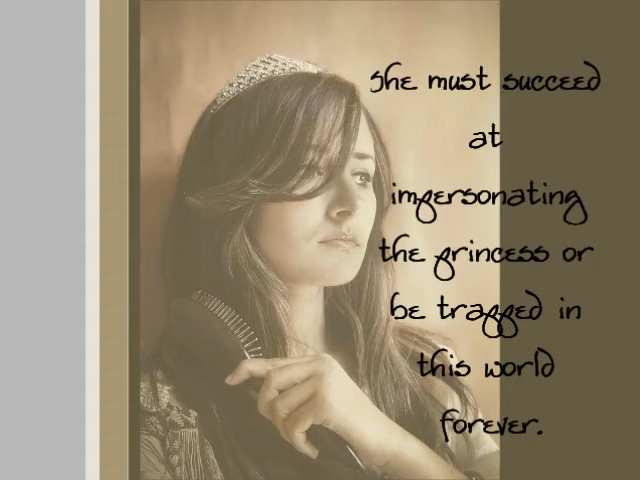 She must succeed
at
impersonating
the princess or
be trapped in
this world
forever.